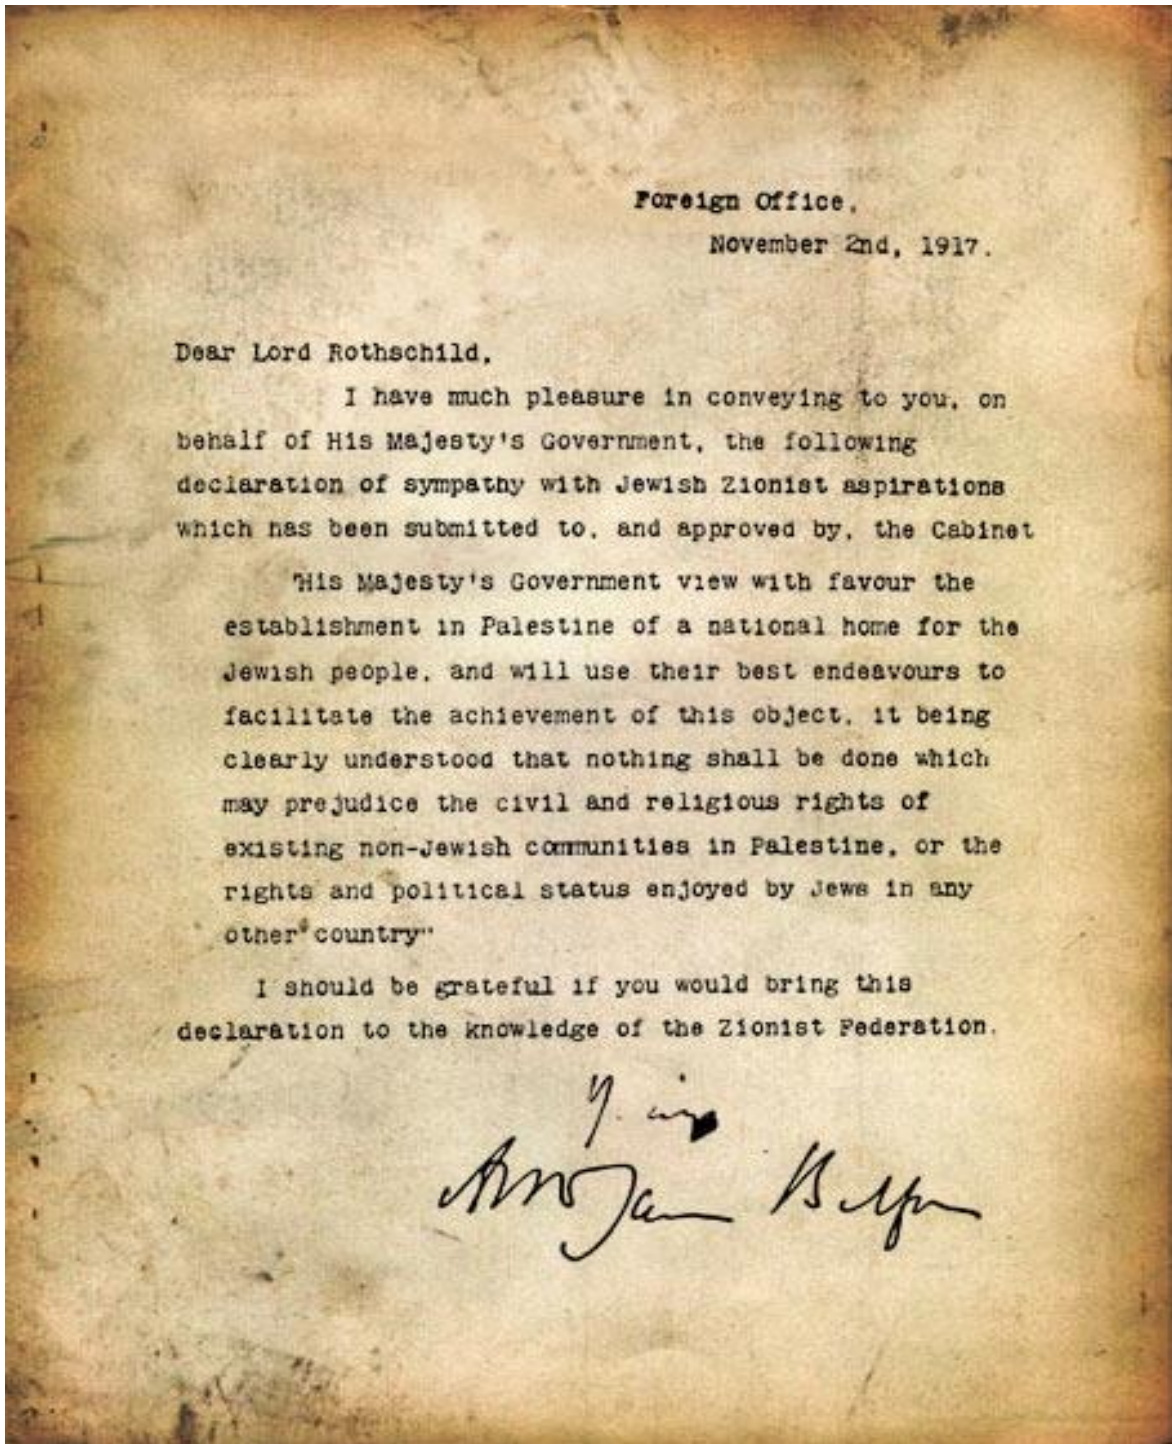 Foreign Office,
November 2nd, 1917.
Dear Lord Rothschild,
I have much pleasure in conveying to you, on
behalf of His Majesty's Government, the following
declaration of sympathy with Jewish Zionist aspirations
which has been submitted to, and approved by, the Cabinet
"His Majesty's Government view with favour the
establishment in Palestine of a national home for the
Jewish people, and will use their best endeavours to
facilitate the achievement of this object, it being
clearly understood that nothing shall be done which
may prejudice the civil and religious rights of
existing non-Jewish communities in Palestine, or the
rights and political status enjoyed by Jews in any
other country"
I should be grateful if you would bring this
declaration to the knowledge of the Zionist Federation.
Arthur James Balfour